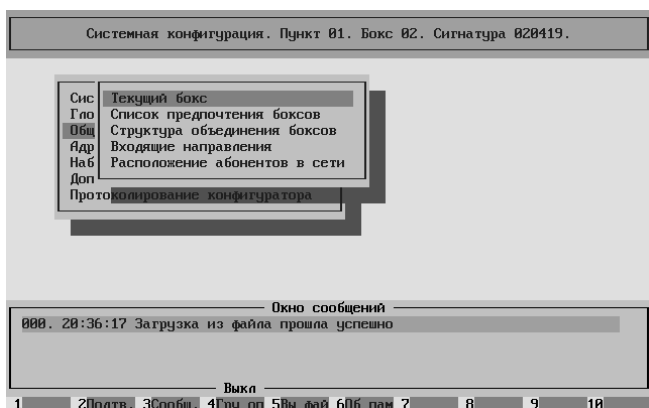 Системная конфигурация. Пункт 01. Бокс 02. Сигнатура 020419.
Сис Текущий бокс
Гло Список предпочтения боксов
Общ Структура объединения боксов
Адр Входящие направления
Наб Расположение абонентов в сети
Доп
Протоколирование конфигуратора
Окно сообщений
000. 20:36:17 Загрузка из файла прошла успешно
Выкл
1 2Подтв. 3Сообщ. 4Гру оп 5Вы фай 6Об пам 7 8 9 10